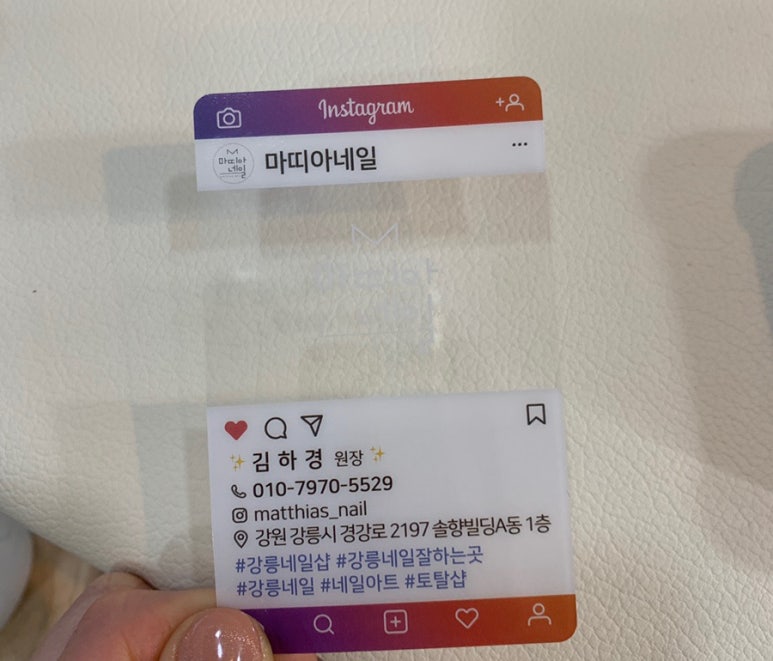 Instagram
마띠아
네일
마띠아네일
김하경 원장
010-7970-5529
matthias_nail
강원 강릉시 경강로 2197 솔향빌딩A동 1층
#강릉네일샵 #강릉네일잘하는곳
#강릉네일 #네일아트 #토탈샵